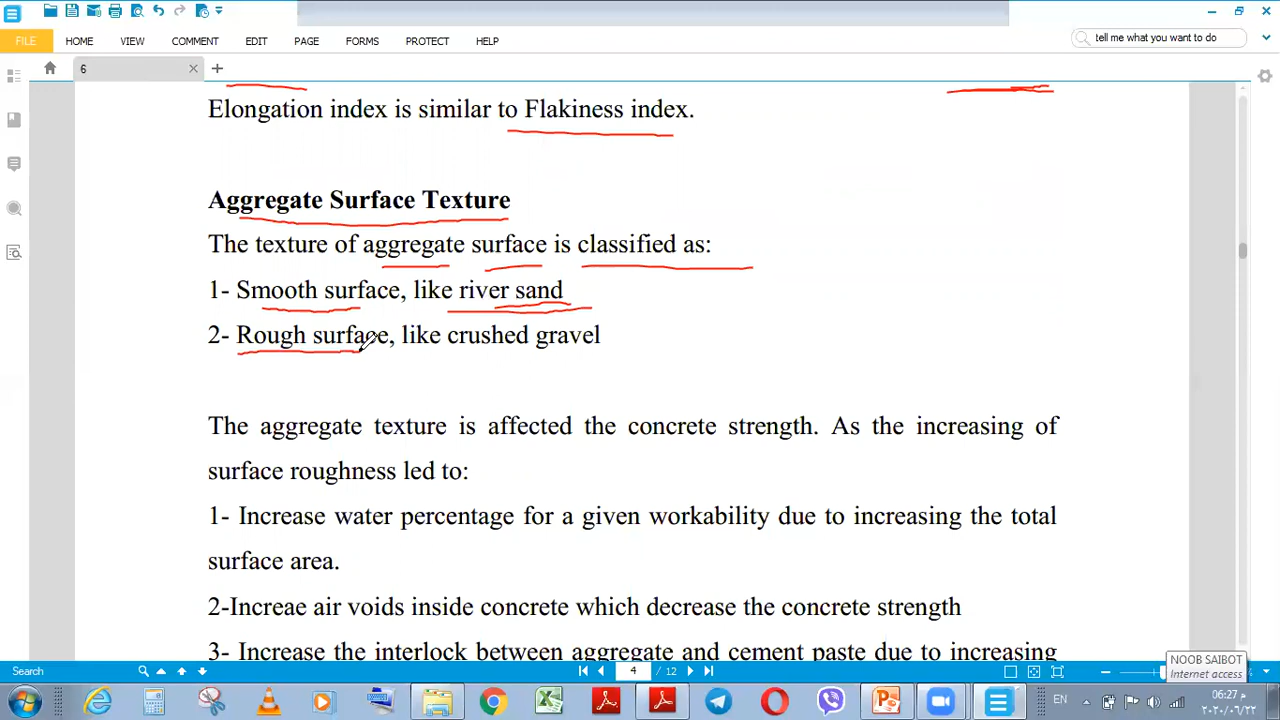 FILE HOME VIEW COMMENT EDIT PAGE FORMS PROTECT HELP tell me what you want to do
6
Elongation index is similar to Flakiness index.
Aggregate Surface Texture
The texture of aggregate surface is classified as:
1- Smooth surface, like river sand
2- Rough surface, like crushed gravel
The aggregate texture is affected the concrete strength. As the increasing of
surface roughness led to:
1- Increase water percentage for a given workability due to increasing the total
surface area.
2-Increae air voids inside concrete which decrease the concrete strength
3- Increase the interlock between aggregate and cement paste due to increasing
Search 4 / 12
NOOB SAIBOT
Internet access
EN 06:27 م
٢٠٢٠/٠٦/٢٢